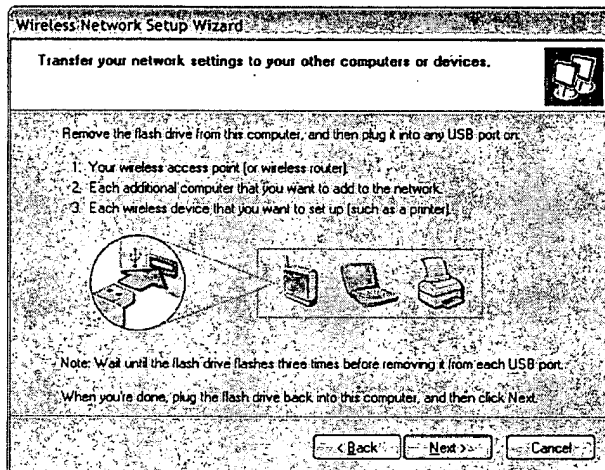 Wireless Network Setup Wizard
Transfer your network settings to your other computers or devices.
Remove the flash drive from this computer, and then plug it into any USB port on:
1. Your wireless access point (or wireless router).
2. Each additional computer that you want to add to the network.
3. Each wireless device that you want to set up (such as a printer).
Note: Wait until the flash drive flashes three times before removing it from each USB port.
When you're done, plug the flash drive back into this computer, and then click Next.
< Back Next > Cancel